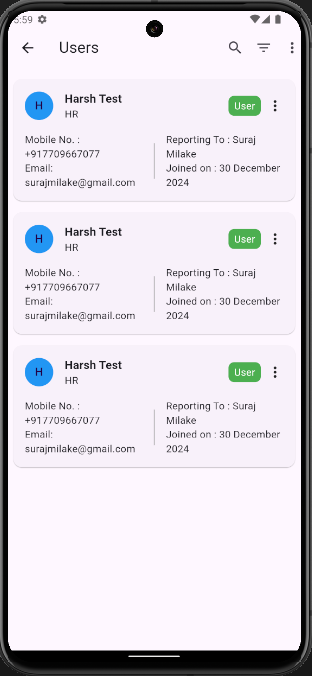 5:59
Users
H
Harsh Test
HR
User
Mobile No. :
+917709667077
Email:
surajmilake@gmail.com
Reporting To : Suraj
Milake
Joined on : 30 December
2024
H
Harsh Test
HR
User
Mobile No. :
+917709667077
Email:
surajmilake@gmail.com
Reporting To : Suraj
Milake
Joined on : 30 December
2024
H
Harsh Test
HR
User
Mobile No. :
+917709667077
Email:
surajmilake@gmail.com
Reporting To : Suraj
Milake
Joined on : 30 December
2024